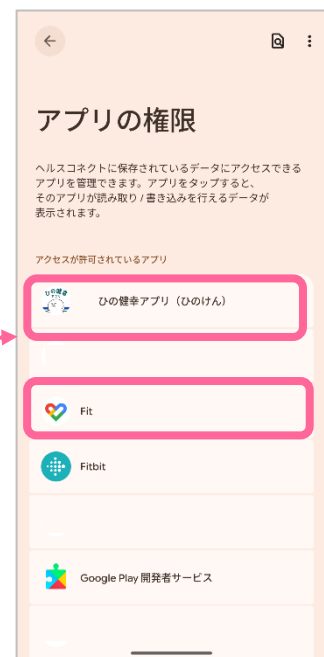 アプリの権限
ヘルスコネクトに保存されているデータにアクセスできる
アプリを管理できます。アプリをタップすると、
そのアプリが読み取り / 書き込みを行えるデータが
表示されます。
アクセスが許可されているアプリ
ひの健幸
ひの健幸アプリ（ひのけん）
Fit
Fitbit
Google Play 開発者サービス